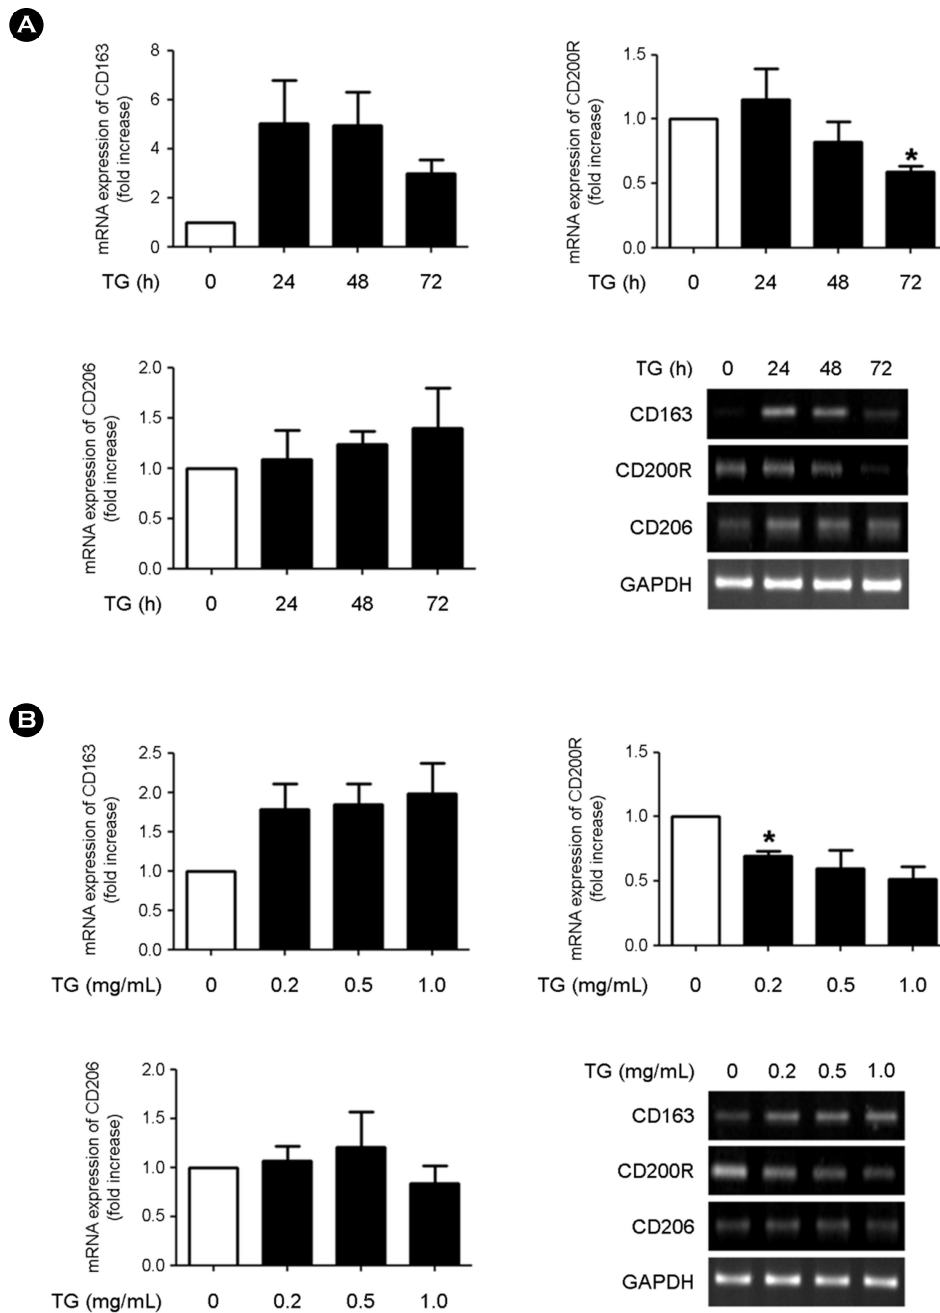 A
mRNA expression of CD163
(fold increase)
8
6
4
2
0
TG (h) 0 24 48 72
mRNA expression of CD200R
(fold increase)
1.5
1.0
0.5
0.0
*
TG (h) 0 24 48 72
mRNA expression of CD206
(fold increase)
2.0
1.5
1.0
0.5
0.0
TG (h) 0 24 48 72
TG (h) 0 24 48 72
CD163
CD200R
CD206
GAPDH
B
mRNA expression of CD163
(fold increase)
2.5
2.0
1.5
1.0
0.5
0.0
TG (mg/mL) 0 0.2 0.5 1.0
mRNA expression of CD200R
(fold increase)
1.5
1.0
0.5
0.0
*
TG (mg/mL) 0 0.2 0.5 1.0
mRNA expression of CD206
(fold increase)
2.0
1.5
1.0
0.5
0.0
TG (mg/mL) 0 0.2 0.5 1.0
TG (mg/mL) 0 0.2 0.5 1.0
CD163
CD200R
CD206
GAPDH